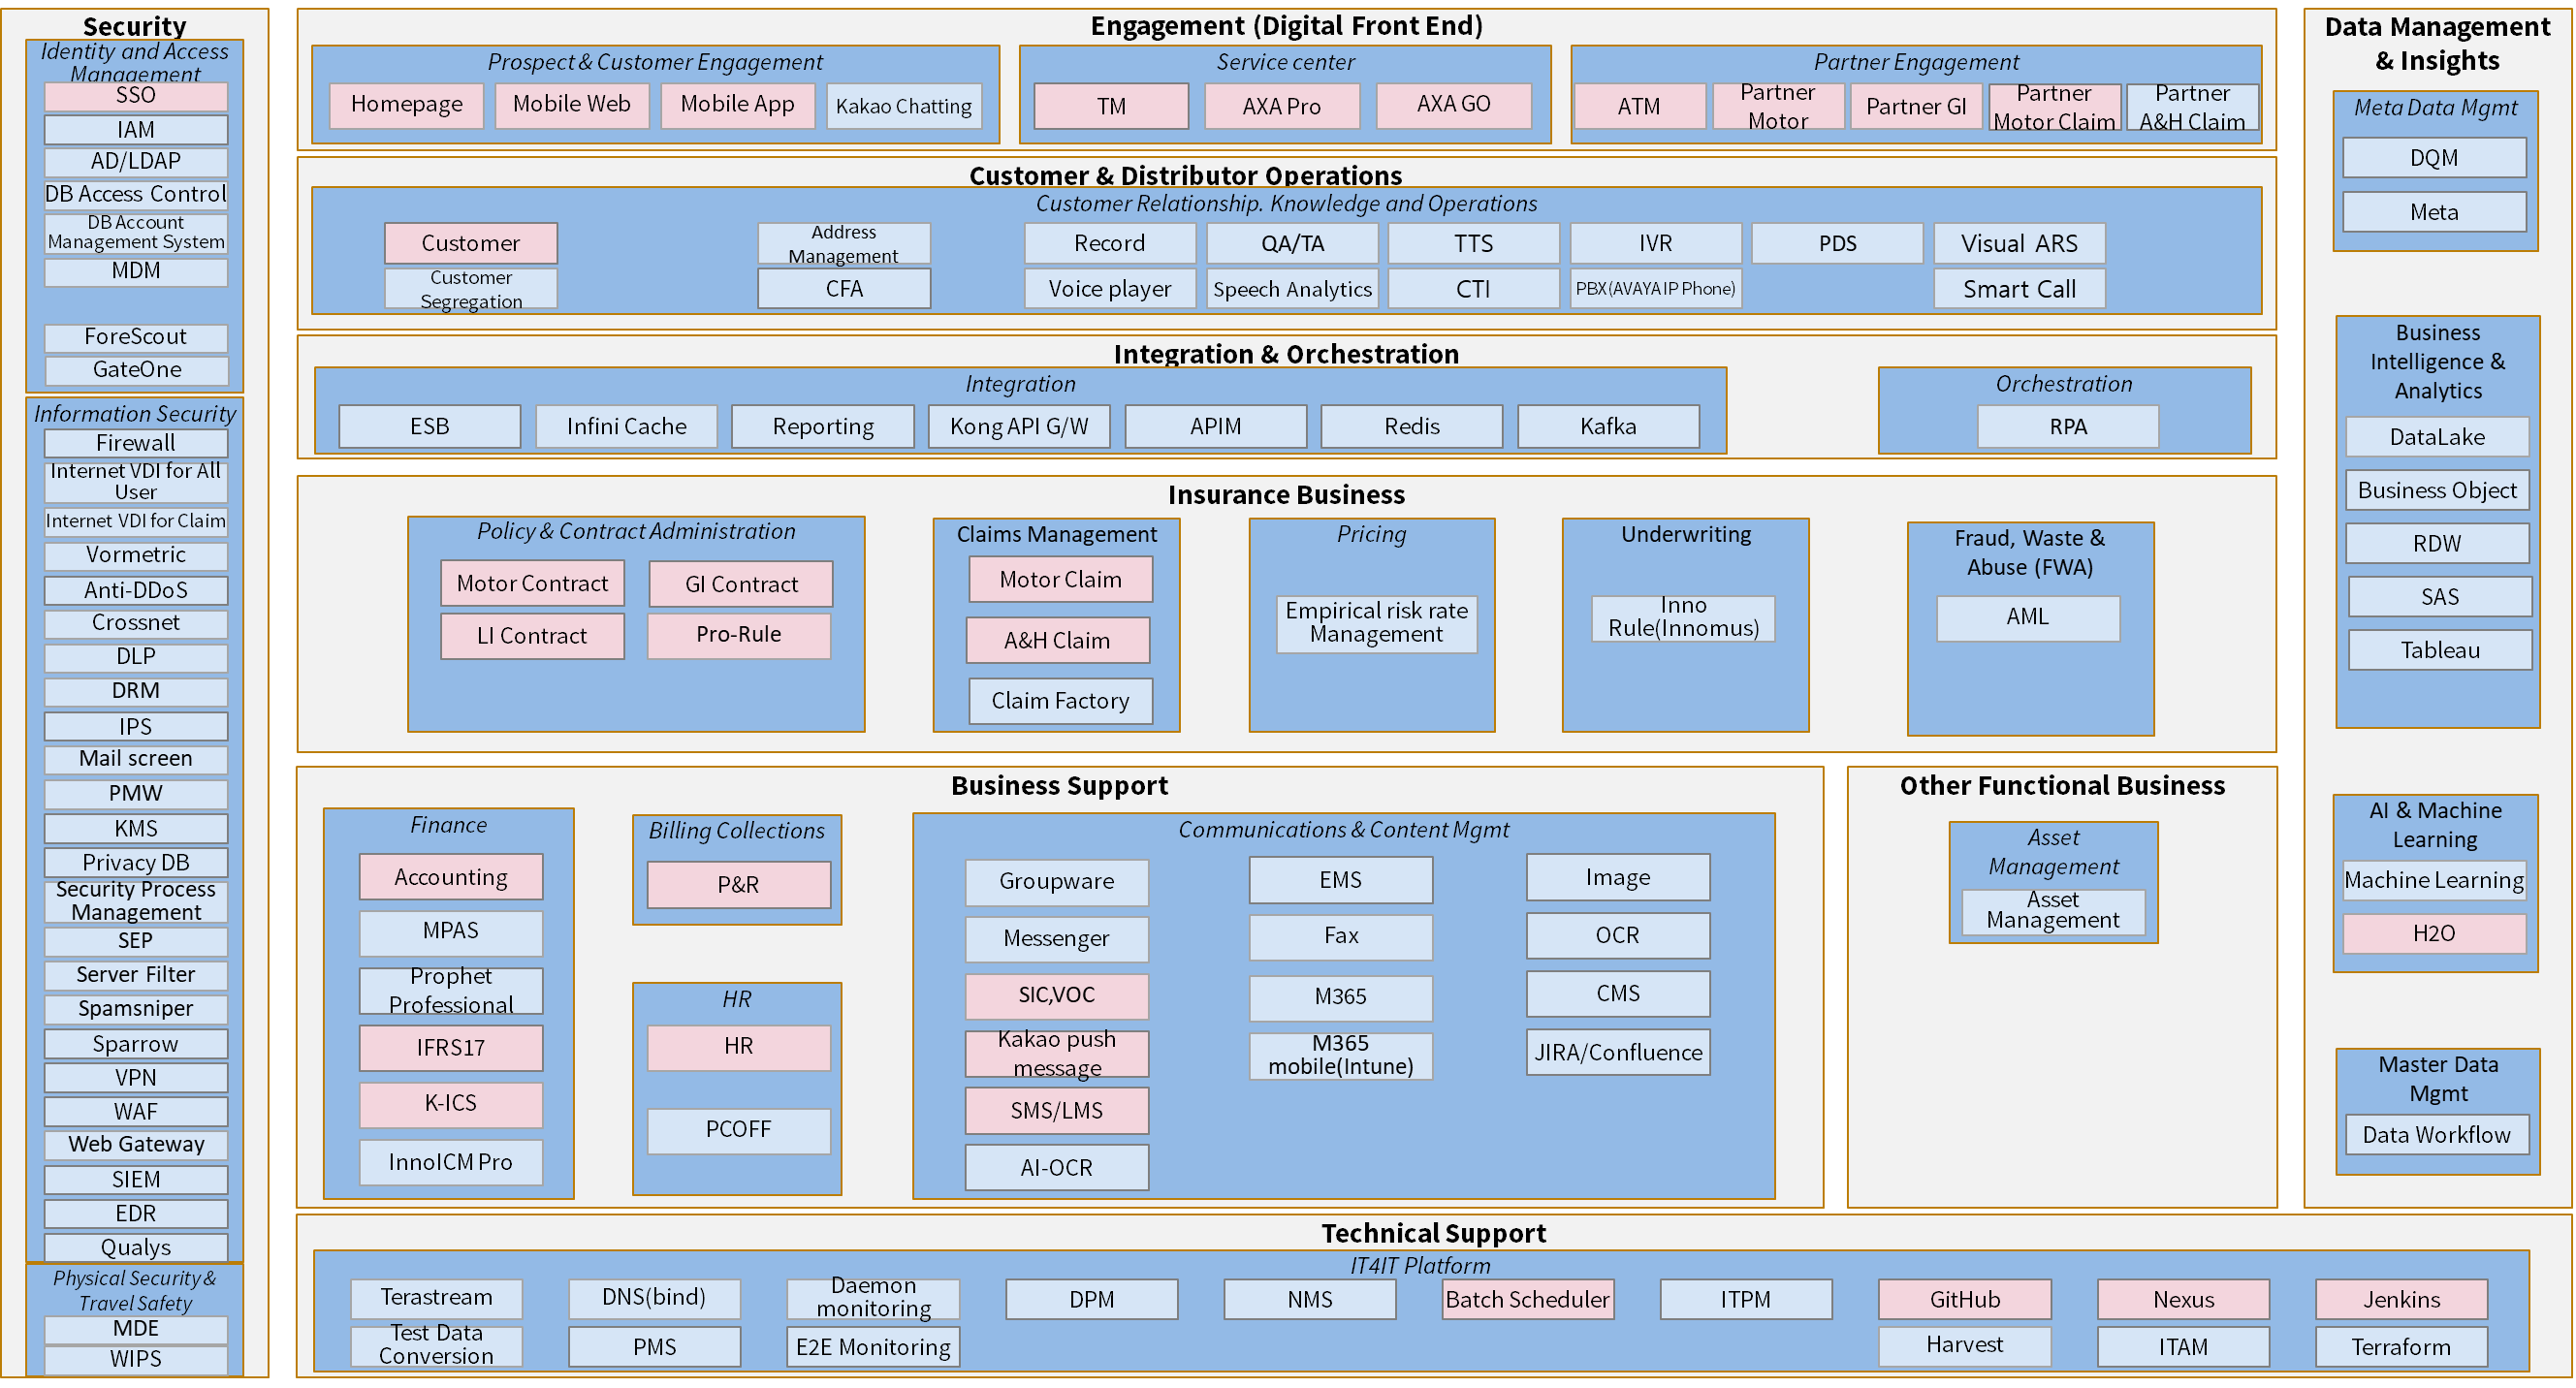 Security
Identity and Access
Management
SSO
IAM
AD/LDAP
DB Access Control
DB Account
Management System
MDM
ForeScout
GateOne
Information Security
Firewall
Internet VDI for All
User
Internet VDI for Claim
Vormetric
Anti-DDoS
Crossnet
DLP
DRM
IPS
Mail screen
PMW
KMS
Privacy DB
Security Process
Management
SEP
Server Filter
Spamsniper
Sparrow
VPN
WAF
Web Gateway
SIEM
EDR
Qualys
Physical Security &
Travel Safety
MDE
WIPS
Engagement (Digital Front End)
Prospect & Customer Engagement
Homepage
Mobile Web
Mobile App
Kakao Chatting
Service center
TM
AXA Pro
AXA GO
Partner Engagement
ATM
Partner
Motor
Partner GI
Partner
Motor Claim
Partner
A&H Claim
Customer & Distributor Operations
Customer Relationship. Knowledge and Operations
Customer
Address
Management
Record
QA/TA
TTS
IVR
PDS
Visual ARS
Customer
Segregation
CFA
Voice player
Speech Analytics
CTI
PBX(AVAYA IP Phone)
Smart Call
Integration & Orchestration
Integration
ESB
Infini Cache
Reporting
Kong API G/W
APIM
Redis
Kafka
Orchestration
RPA
Insurance Business
Policy & Contract Administration
Motor Contract
GI Contract
LI Contract
Pro-Rule
Claims Management
Motor Claim
A&H Claim
Claim Factory
Pricing
Empirical risk rate
Management
Underwriting
Inno
Rule(Innomus)
Fraud, Waste &
Abuse (FWA)
AML
Business Support
Finance
Accounting
MPAS
Prophet
Professional
IFRS17
K-ICS
InnoICM Pro
Billing Collections
P&R
HR
HR
PCOFF
Communications & Content Mgmt
Groupware
Messenger
SIC,VOC
Kakao push
message
SMS/LMS
AI-OCR
EMS
Fax
M365
M365
mobile(Intune)
Image
OCR
CMS
JIRA/Confluence
Other Functional Business
Asset
Management
Asset
Management
Technical Support
IT4IT Platform
Terastream
DNS(bind)
Daemon
monitoring
DPM
NMS
Batch Scheduler
ITPM
GitHub
Nexus
Jenkins
Test Data
Conversion
PMS
E2E Monitoring
Harvest
ITAM
Terraform
Data Management
& Insights
Meta Data Mgmt
DQM
Meta
Business
Intelligence &
Analytics
DataLake
Business Object
RDW
SAS
Tableau
AI & Machine
Learning
Machine Learning
H2O
Master Data
Mgmt
Data Workflow